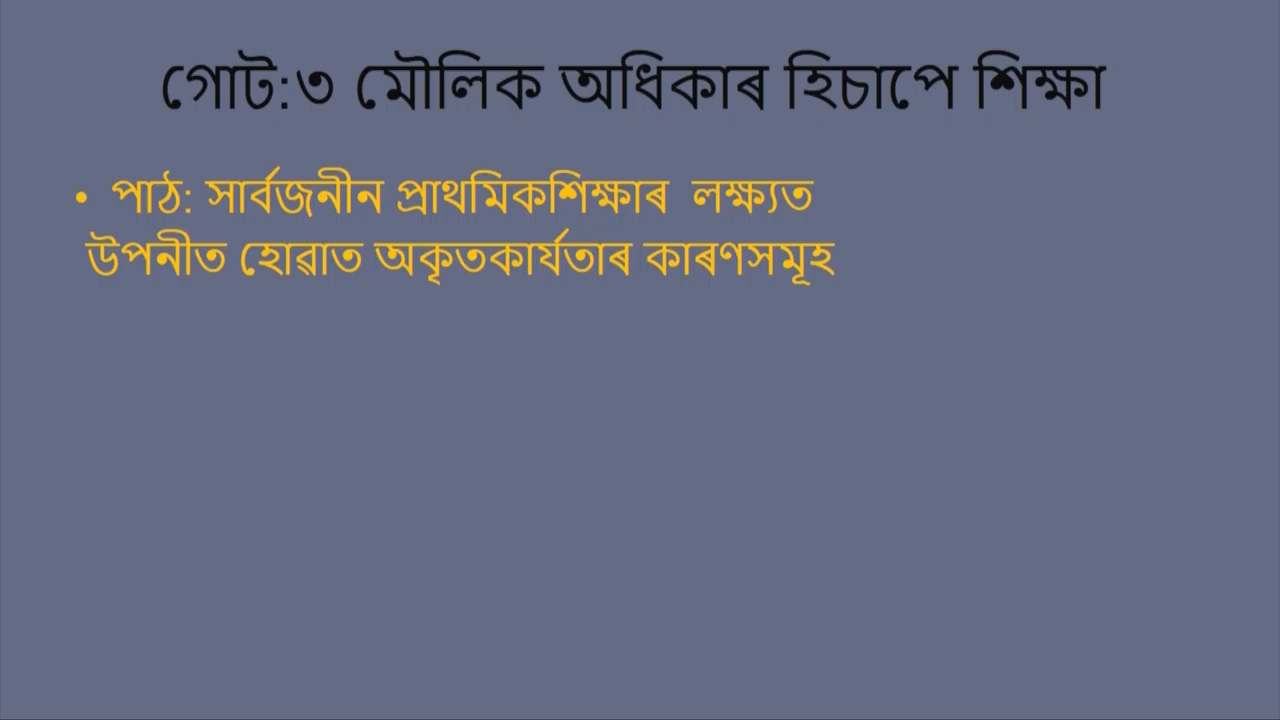 গোট:৩ মৌলিক অধিকাৰ হিচাপে শিক্ষা
• পাঠ: সাৰ্বজনীন প্ৰাথমিকশিক্ষাৰ লক্ষ্যত
উপনীত হোৱাত অকৃতকাৰ্যতাৰ কাৰণসমূহ